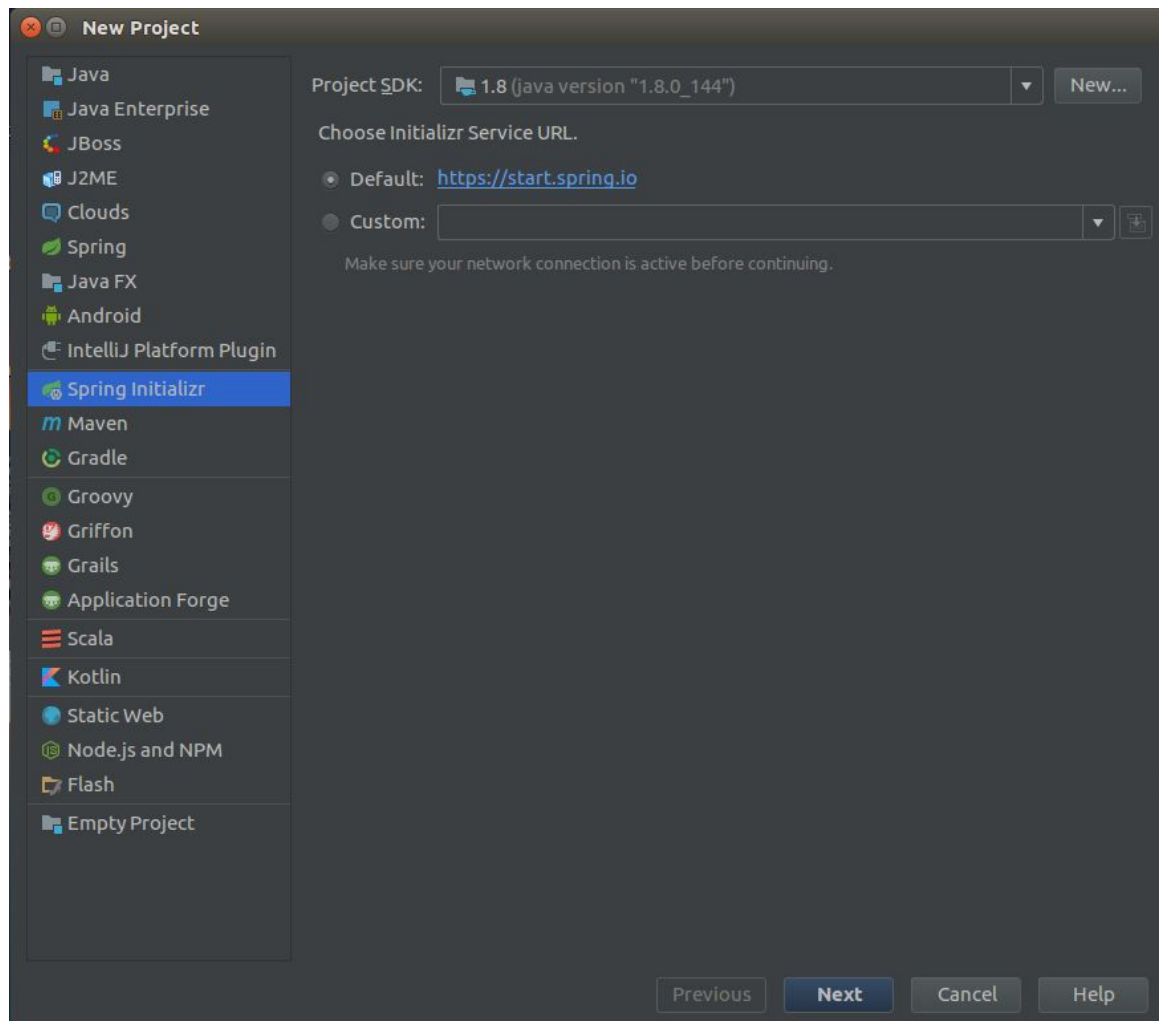 New Project
Java
Java Enterprise
JBoss
J2ME
Clouds
Spring
Java FX
Android
IntelliJ Platform Plugin
Spring Initializr
Maven
Gradle
Groovy
Griffon
Grails
Application Forge
Scala
Kotlin
Static Web
Node.js and NPM
Flash
Empty Project
Project SDK: 1.8 (java version "1.8.0_144") New...
Choose Initializr Service URL.
Default: https://start.spring.io
Custom:
Make sure your network connection is active before continuing.
Previous Next Cancel Help